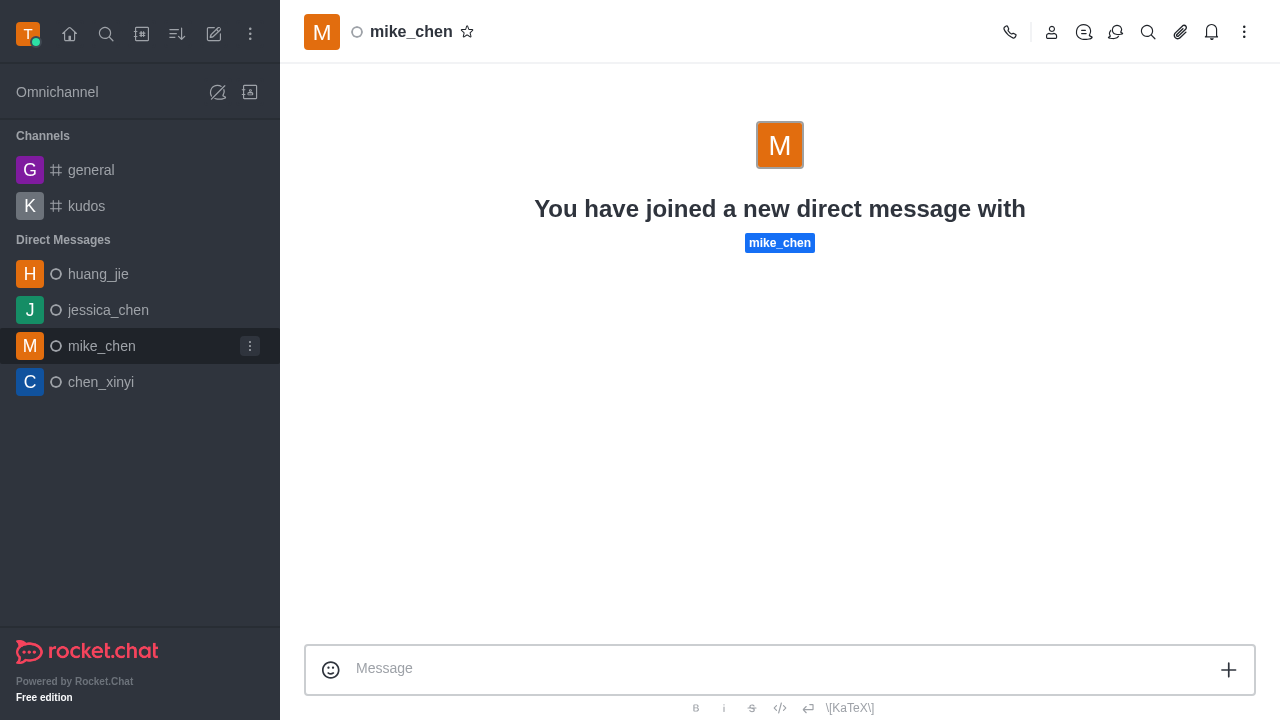 T
Omnichannel
Channels
G general
K kudos
Direct Messages
H huang_jie
J jessica_chen
M mike_chen
C chen_xinyi
rocket.chat
Powered by Rocket.Chat
Free edition
M mike_chen
M
You have joined a new direct message with
mike_chen
Message
B i S \[KaTeX\]